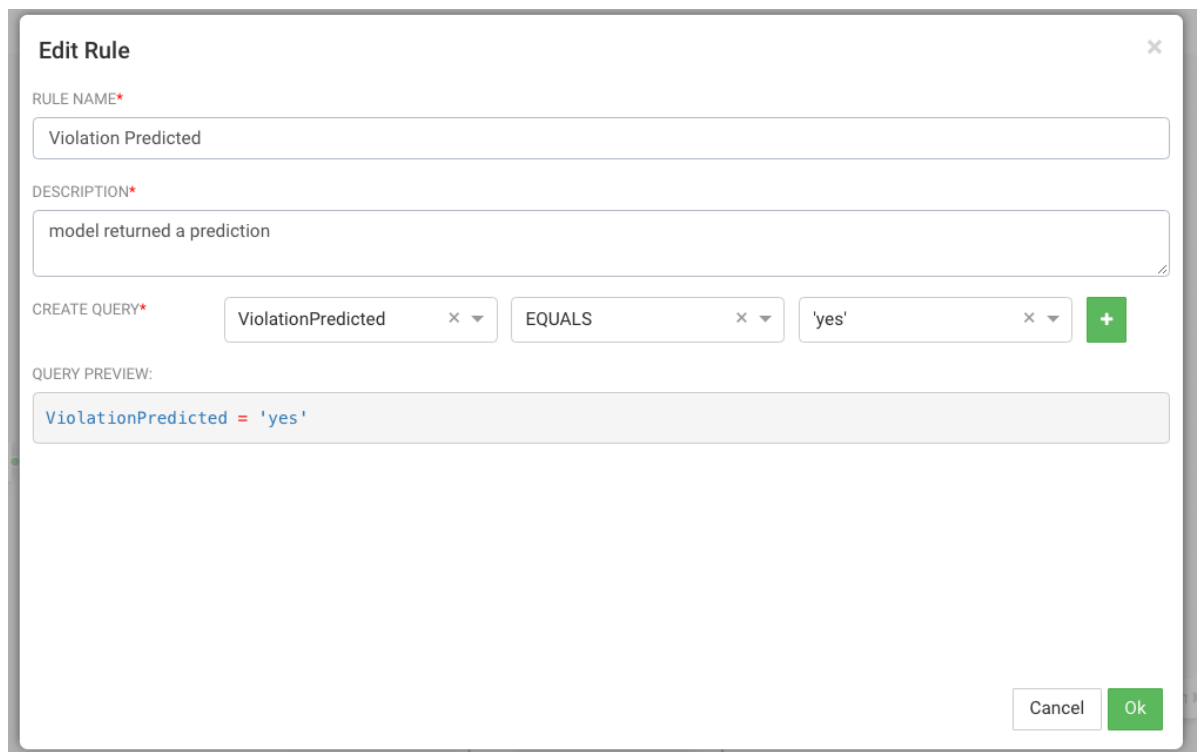 Edit Rule
×
RULE NAME*
Violation Predicted
DESCRIPTION*
model returned a prediction
CREATE QUERY* ViolationPredicted × EQUALS × 'yes' × +
QUERY PREVIEW:
ViolationPredicted = 'yes'
Cancel Ok